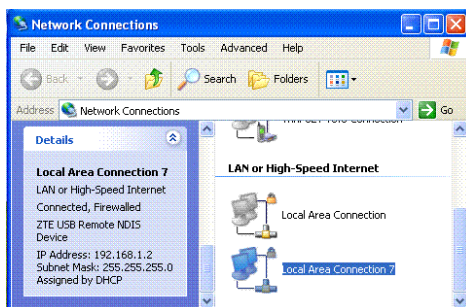 Network Connections
File Edit View Favorites Tools Advanced Help
Back Search Folders
Address Network Connections Go
Details
Local Area Connection 7
LAN or High-Speed Internet
Connected, Firewalled
ZTE USB Remote NDIS
Device
IP Address: 192.168.1.2
Subnet Mask: 255.255.255.0
Assigned by DHCP
LAN or High-Speed Internet
Local Area Connection
Local Area Connection 7